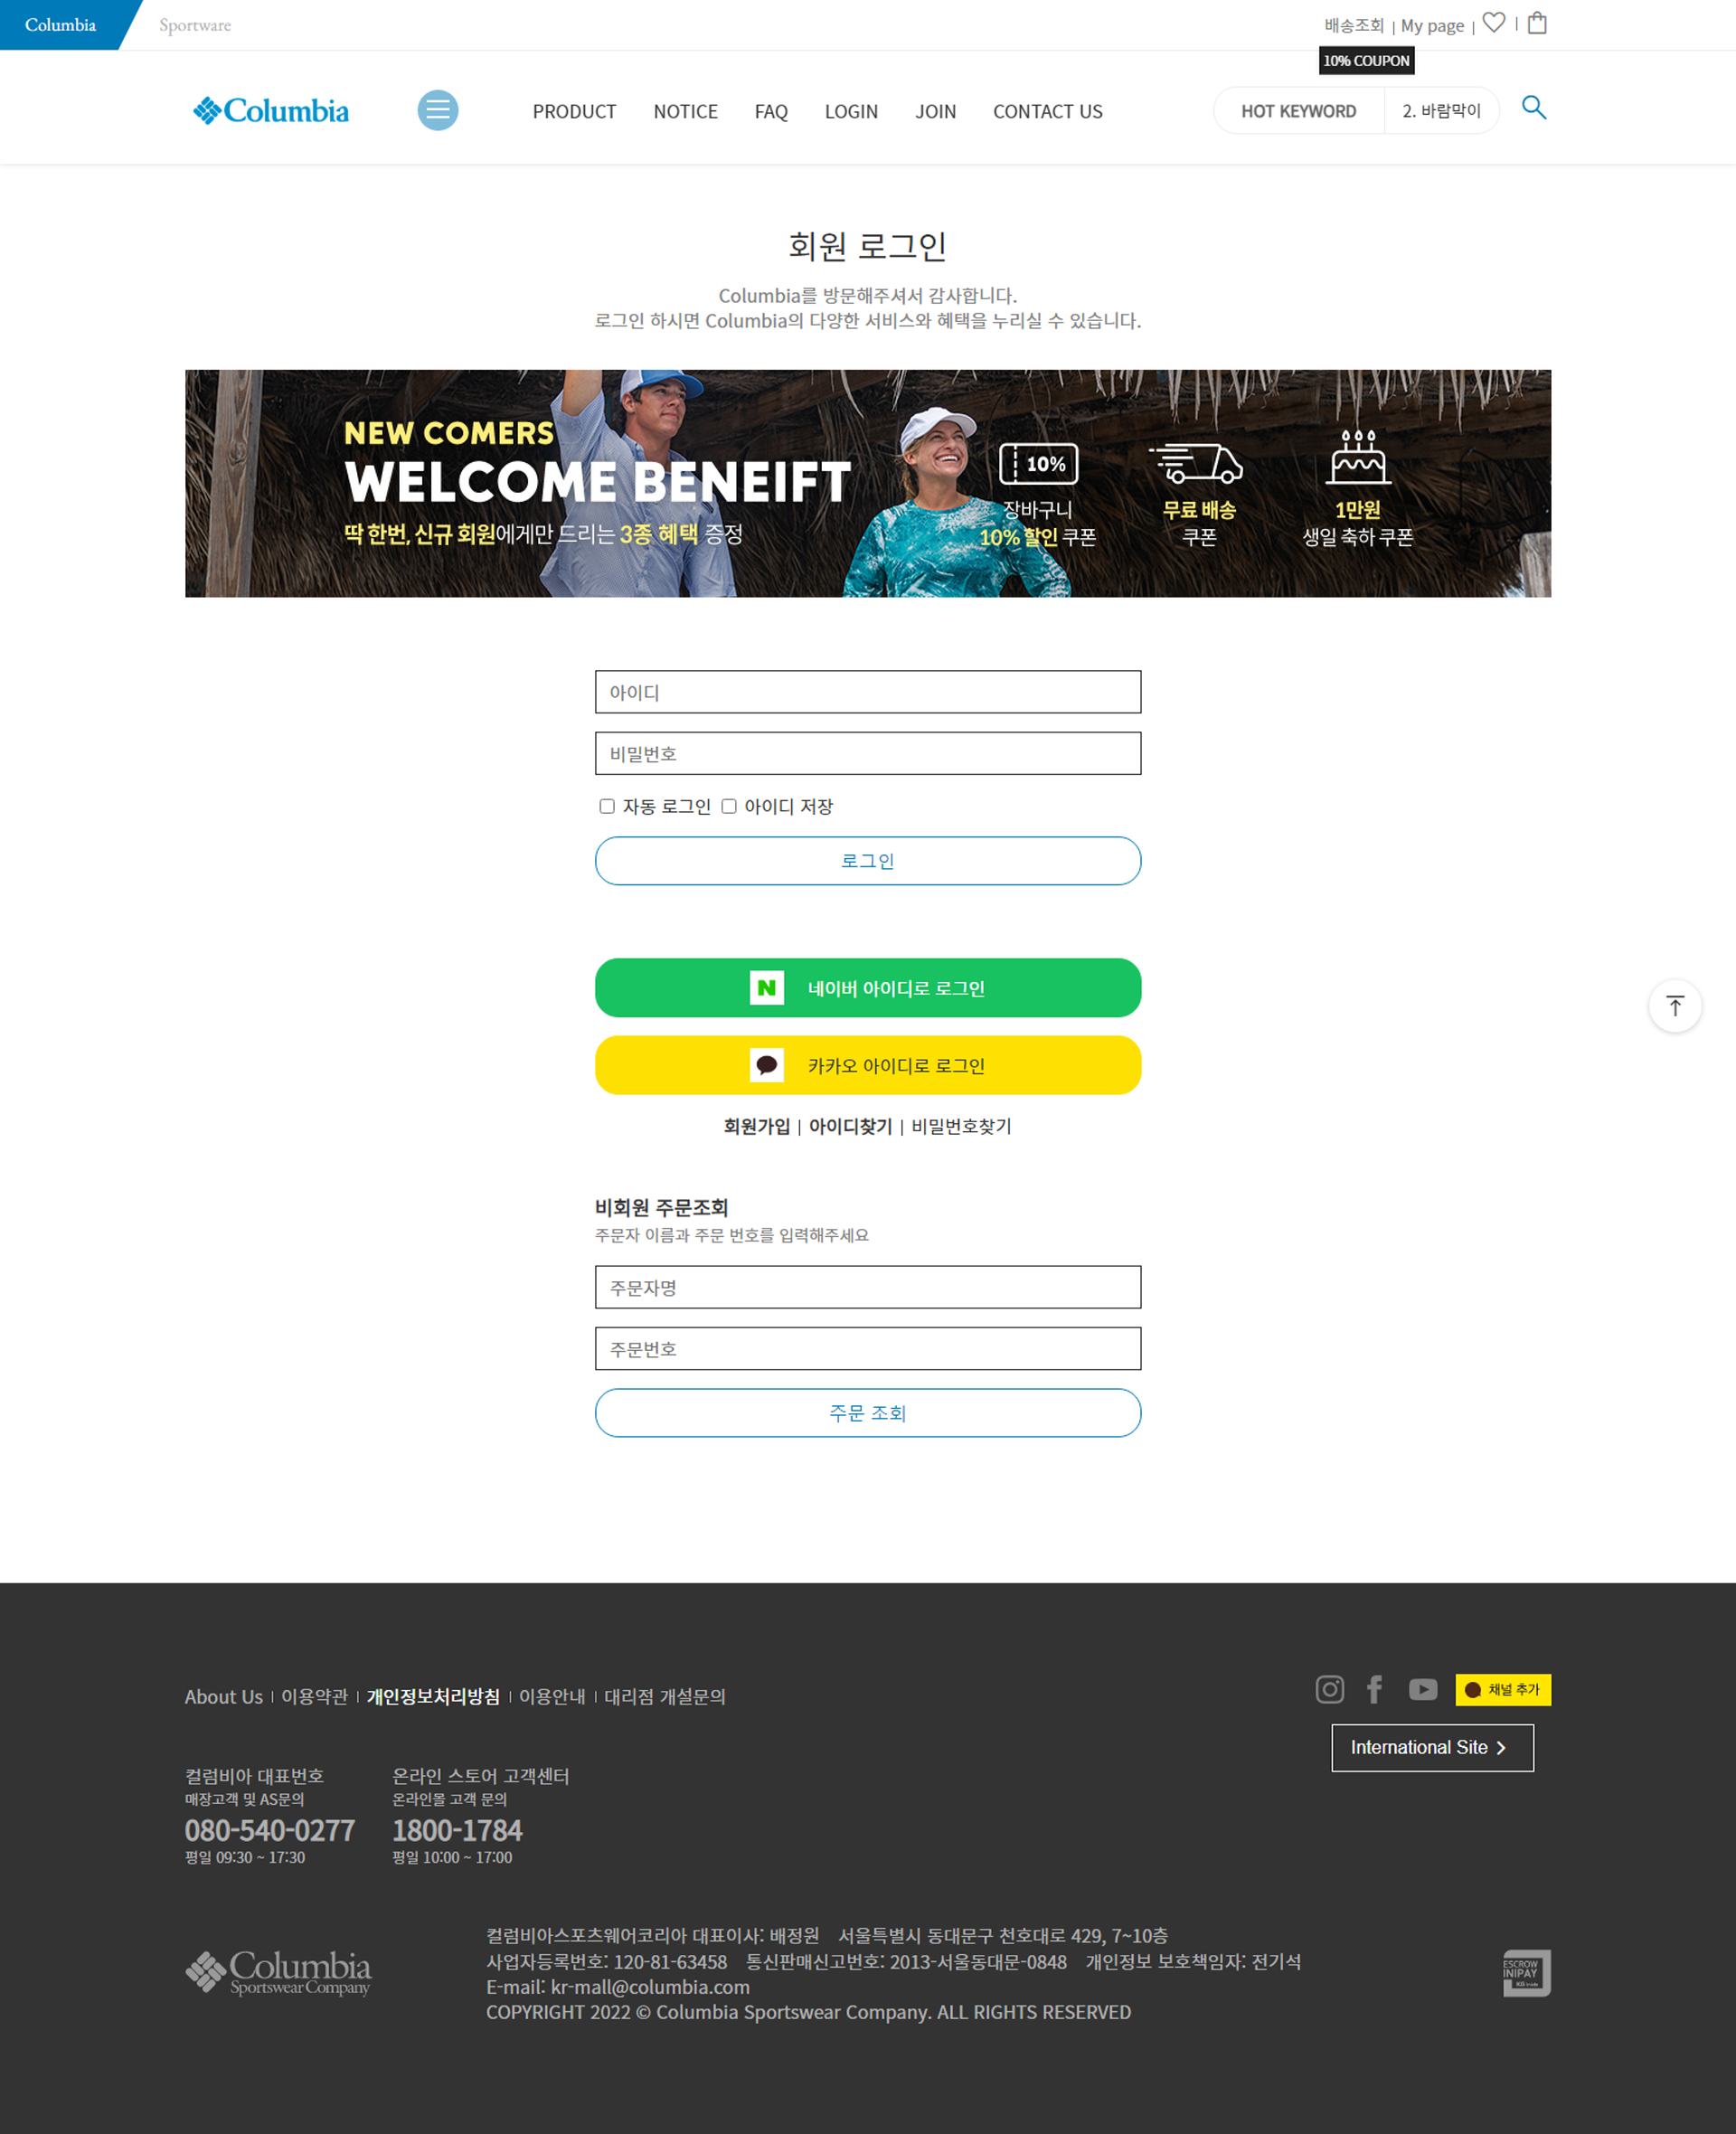 Columbia Sportware 배송조회 | My page |
10% COUPON
Columbia PRODUCT NOTICE FAQ LOGIN JOIN CONTACT US HOT KEYWORD 2. 바람막이
회원 로그인
Columbia를 방문해주셔서 감사합니다.
로그인 하시면 Columbia의 다양한 서비스와 혜택을 누리실 수 있습니다.
NEW COMERS
WELCOME BENEIFT
딱 한번, 신규 회원에게만 드리는 3종 혜택 증정
10%
장바구니
10% 할인 쿠폰
무료 배송
쿠폰
1만원
생일 축하 쿠폰
아이디
비밀번호
자동 로그인 아이디 저장
로그인
N 네이버 아이디로 로그인
카카오 아이디로 로그인
회원가입 | 아이디찾기 | 비밀번호찾기
비회원 주문조회
주문자 이름과 주문 번호를 입력해주세요
주문자명
주문번호
주문 조회
About Us | 이용약관 | 개인정보처리방침 | 이용안내 | 대리점 개설문의
채널 추가
International Site
컬럼비아 대표번호
매장고객 및 AS문의
080-540-0277
평일 09:30 ~ 17:30
온라인 스토어 고객센터
온라인몰 고객 문의
1800-1784
평일 10:00 ~ 17:00
Columbia
Sportswear Company
컬럼비아스포츠웨어코리아 대표이사: 배정원 서울특별시 동대문구 천호대로 429, 7~10층
사업자등록번호: 120-81-63458 통신판매신고번호: 2013-서울동대문-0848 개인정보 보호책임자: 전기석
E-mail: kr-mall@columbia.com
COPYRIGHT 2022 © Columbia Sportswear Company. ALL RIGHTS RESERVED
ESCROW
INIPAY